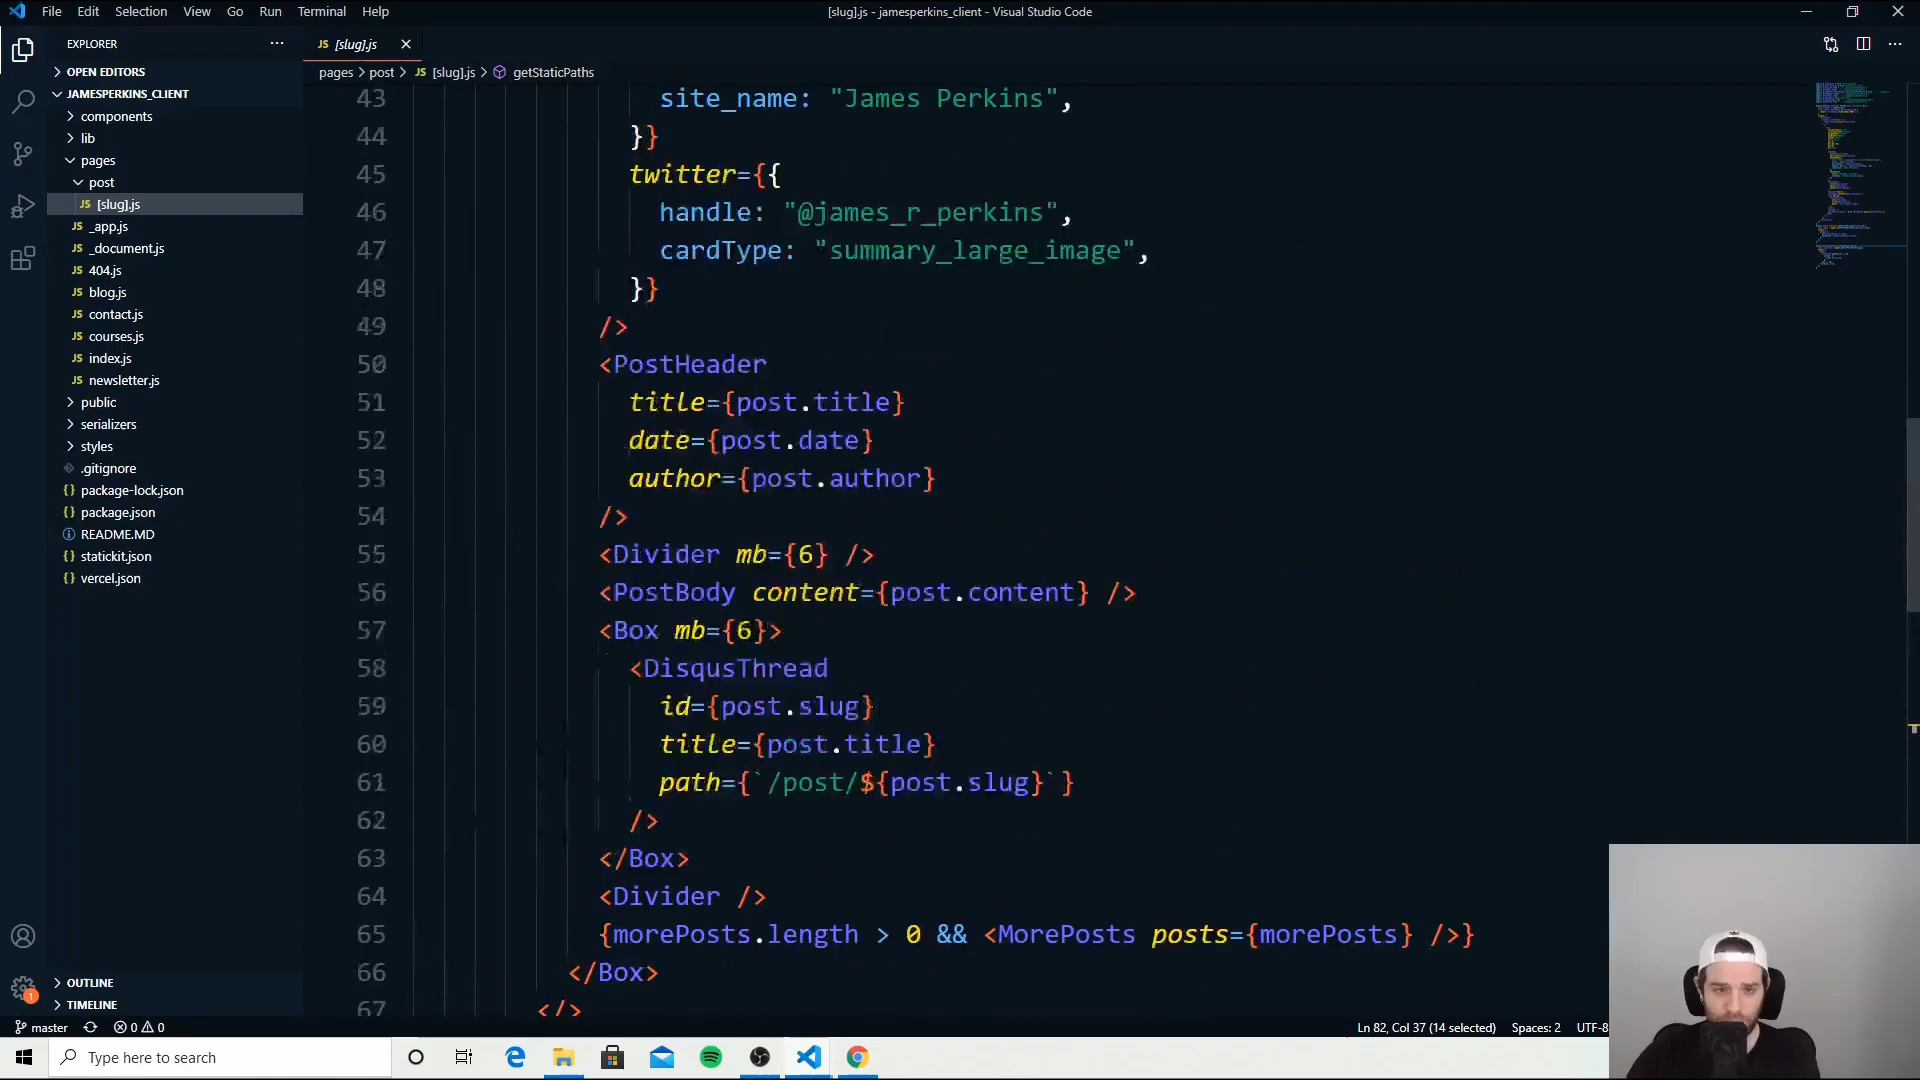 File Edit Selection View Go Run Terminal Help
[slug].js - jamesperkins_client - Visual Studio Code
EXPLORER
OPEN EDITORS
JAMESPERKINS_CLIENT
components
lib
pages
post
JS [slug].js
JS _app.js
JS _document.js
JS 404.js
JS blog.js
JS contact.js
JS courses.js
JS index.js
JS newsletter.js
public
serializers
styles
.gitignore
{} package-lock.json
{} package.json
README.MD
{} statickit.json
{} vercel.json
OUTLINE
TIMELINE
JS [slug].js
pages > post > JS [slug].js > getStaticPaths
43 site_name: "James Perkins",
44 }}
45 twitter={{
46 handle: "@james_r_perkins",
47 cardType: "summary_large_image",
48 }}
49 />
50 <PostHeader
51 title={post.title}
52 date={post.date}
53 author={post.author}
54 />
55 <Divider mb={6} />
56 <PostBody content={post.content} />
57 <Box mb={6}>
58 <DisqusThread
59 id={post.slug}
60 title={post.title}
61 path={`/post/${post.slug}`}
62 />
63 </Box>
64 <Divider />
65 {morePosts.length > 0 && <MorePosts posts={morePosts} />}
66 </Box>
67 </>
1
master 0 0
Ln 82, Col 37 (14 selected) Spaces: 2 UTF-8
Type here to search